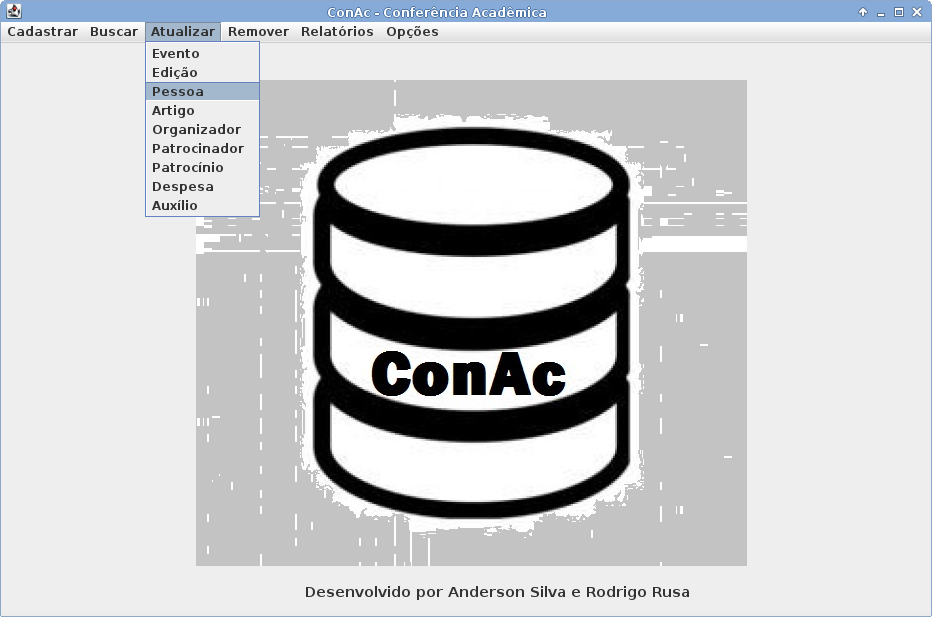 ConAc - Conferência Acadêmica
Cadastrar Buscar Atualizar Remover Relatórios Opções
Evento
Edição
Pessoa
Artigo
Organizador
Patrocinador
Patrocínio
Despesa
Auxílio
ConAc
Desenvolvido por Anderson Silva e Rodrigo Rusa